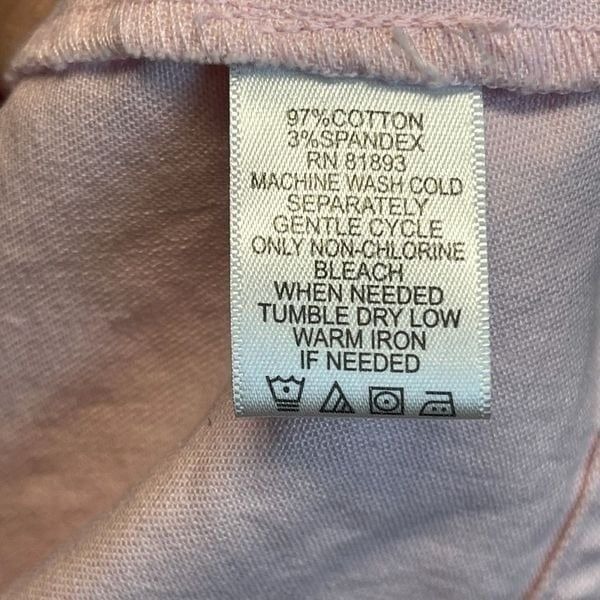 97%COTTON
3%SPANDEX
RN 81893
MACHINE WASH COLD
SEPARATELY
GENTLE CYCLE
ONLY NON-CHLORINE
BLEACH
WHEN NEEDED
TUMBLE DRY LOW
WARM IRON
IF NEEDED